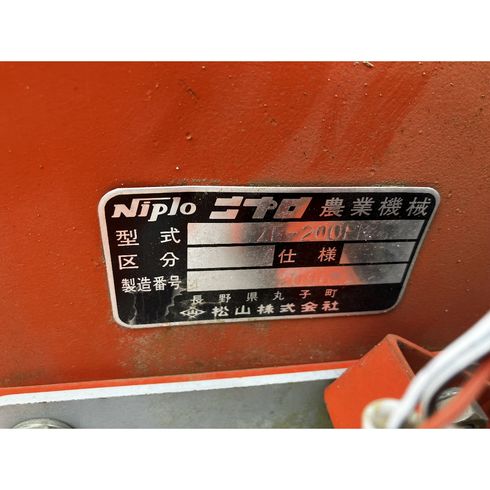 Niplo ニプロ 農業機械
型式
区分 仕様
製造番号
長野県丸子町
松山株式会社